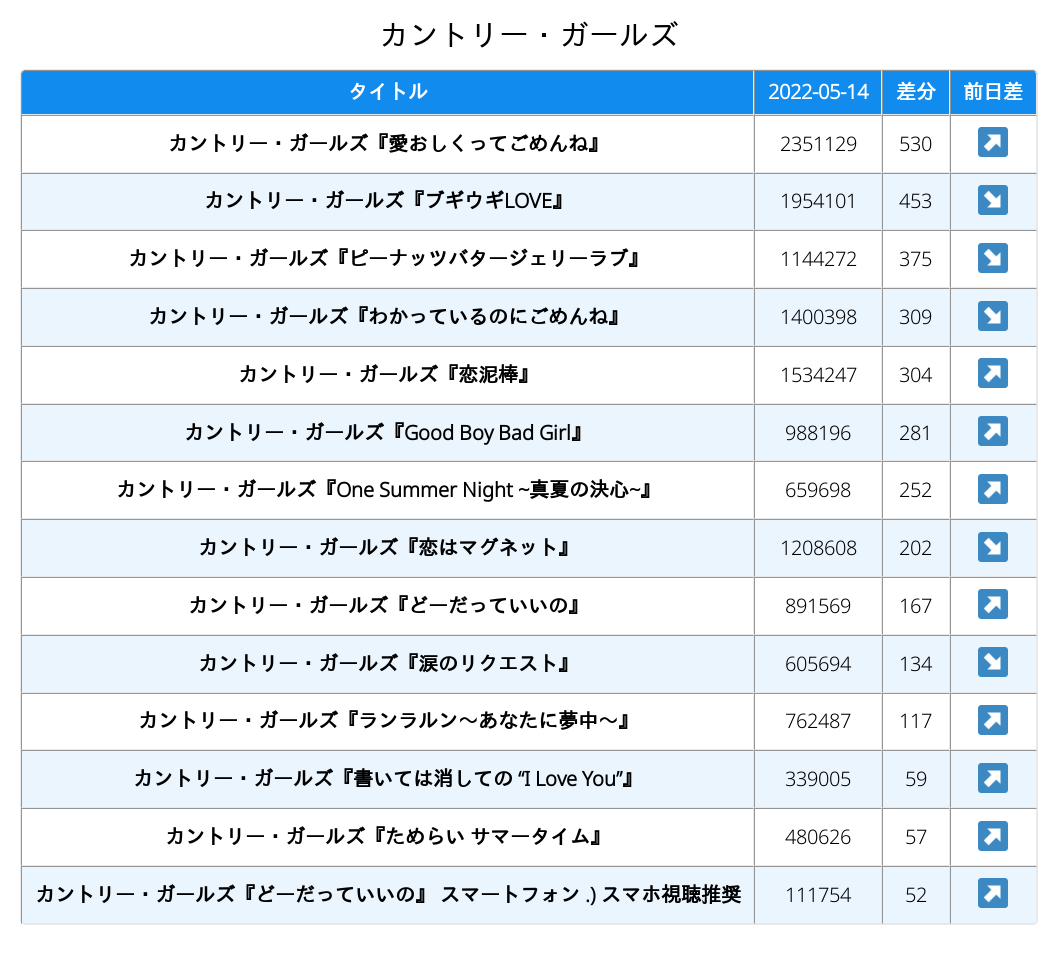 カントリー・ガールズ
タイトル 2022-05-14 差分 前日差
カントリー・ガールズ『愛おしくってごめんね』 2351129 530 ↗
カントリー・ガールズ『ブギウギLOVE』 1954101 453 ↘
カントリー・ガールズ『ピーナッツバタージェリーラブ』 1144272 375 ↘
カントリー・ガールズ『わかっているのにごめんね』 1400398 309 ↘
カントリー・ガールズ『恋泥棒』 1534247 304 ↗
カントリー・ガールズ『Good Boy Bad Girl』 988196 281 ↗
カントリー・ガールズ『One Summer Night ~真夏の決心~』 659698 252 ↗
カントリー・ガールズ『恋はマグネット』 1208608 202 ↘
カントリー・ガールズ『どーだっていいの』 891569 167 ↗
カントリー・ガールズ『涙のリクエスト』 605694 134 ↘
カントリー・ガールズ『ランラルン〜あなたに夢中〜』 762487 117 ↗
カントリー・ガールズ『書いては消しての “I Love You”』 339005 59 ↗
カントリー・ガールズ『ためらい サマータイム』 480626 57 ↗
カントリー・ガールズ『どーだっていいの』 スマートフォン .) スマホ視聴推奨 111754 52 ↗